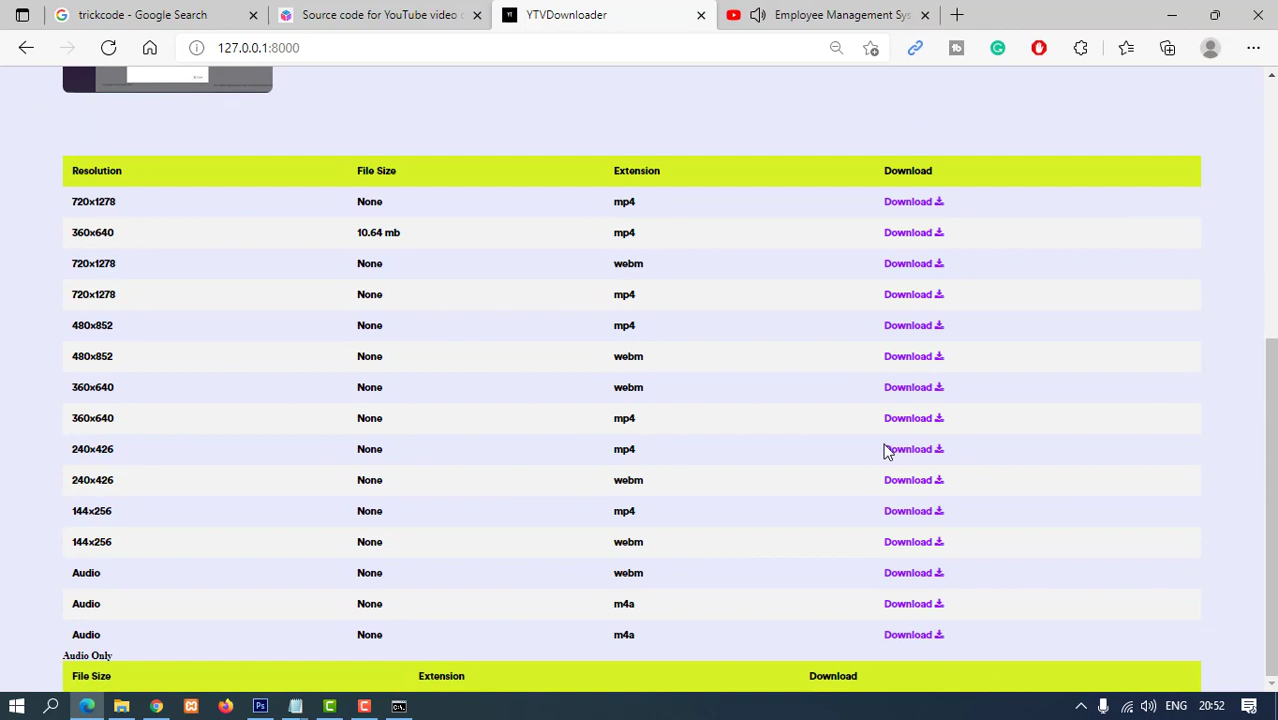 trickcode - Google Search
Source code for YouTube video d
YTVDownloader
Employee Management Sys
127.0.0.1:8000
Resolution File Size Extension Download
720x1278 None mp4 Download
360x640 10.64 mb mp4 Download
720x1278 None webm Download
720x1278 None mp4 Download
480x852 None mp4 Download
480x852 None webm Download
360x640 None webm Download
360x640 None mp4 Download
240x426 None mp4 Download
240x426 None webm Download
144x256 None mp4 Download
144x256 None webm Download
Audio None webm Download
Audio None m4a Download
Audio None m4a Download
Audio Only
File Size Extension Download
ENG 20:52